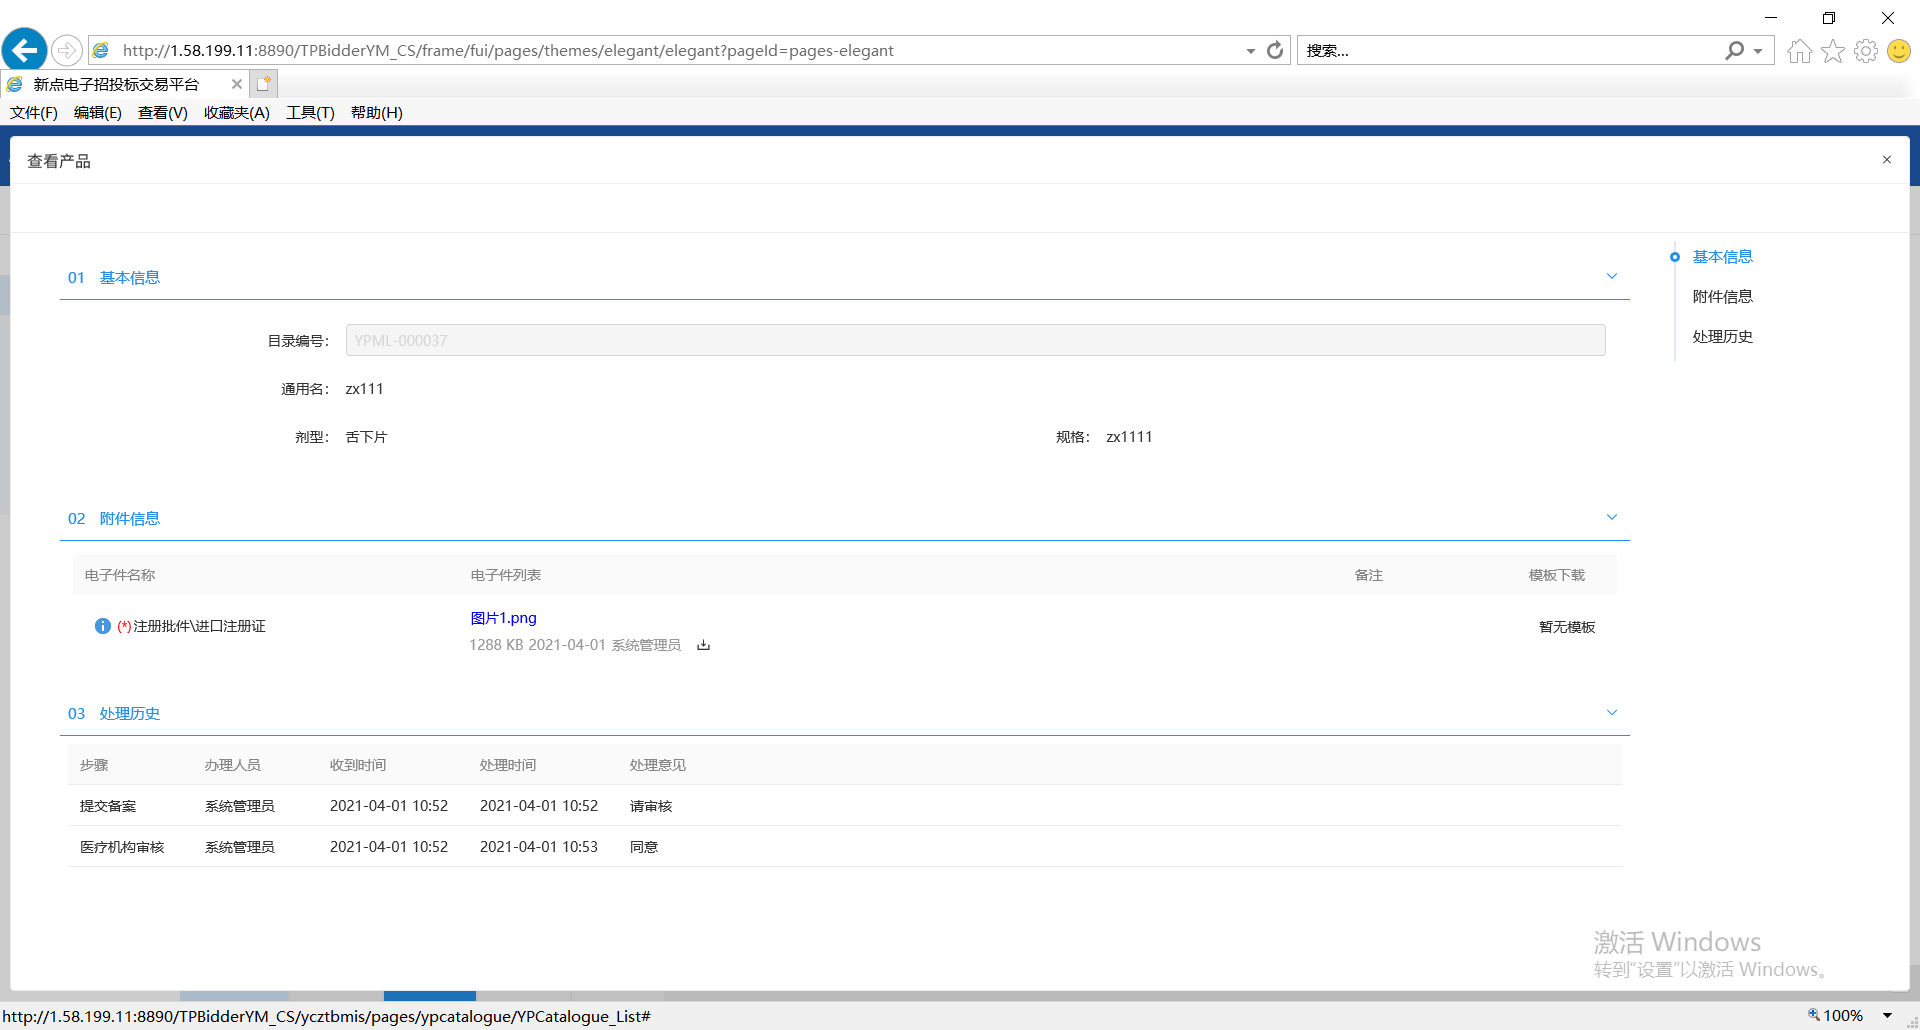 http://1.58.199.11:8890/TPBidderYM_CS/frame/fui/pages/themes/elegant/elegant?pageId=pages-elegant
搜索...
新点电子招投标交易平台
文件(F) 编辑(E) 查看(V) 收藏夹(A) 工具(T) 帮助(H)
查看产品
01 基本信息
目录编号： YPML-000037
通用名： zx111
剂型： 舌下片 规格： zx1111
基本信息
附件信息
处理历史
02 附件信息
电子件名称 电子件列表 备注 模板下载
(*)注册批件\进口注册证 图片1.png 暂无模板
1288 KB 2021-04-01 系统管理员
03 处理历史
步骤 办理人员 收到时间 处理时间 处理意见
提交备案 系统管理员 2021-04-01 10:52 2021-04-01 10:52 请审核
医疗机构审核 系统管理员 2021-04-01 10:52 2021-04-01 10:53 同意
激活 Windows
转到“设置”以激活 Windows。
http://1.58.199.11:8890/TPBidderYM_CS/ycztbmis/pages/ypcatalogue/YPCatalogue_List#
100%